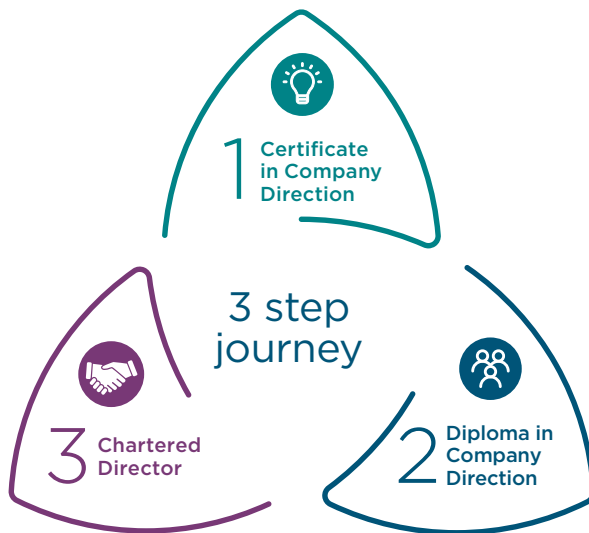 1 Certificate
in Company
Direction
3 step
journey
2 Diploma in
Company
Direction
3 Chartered
Director